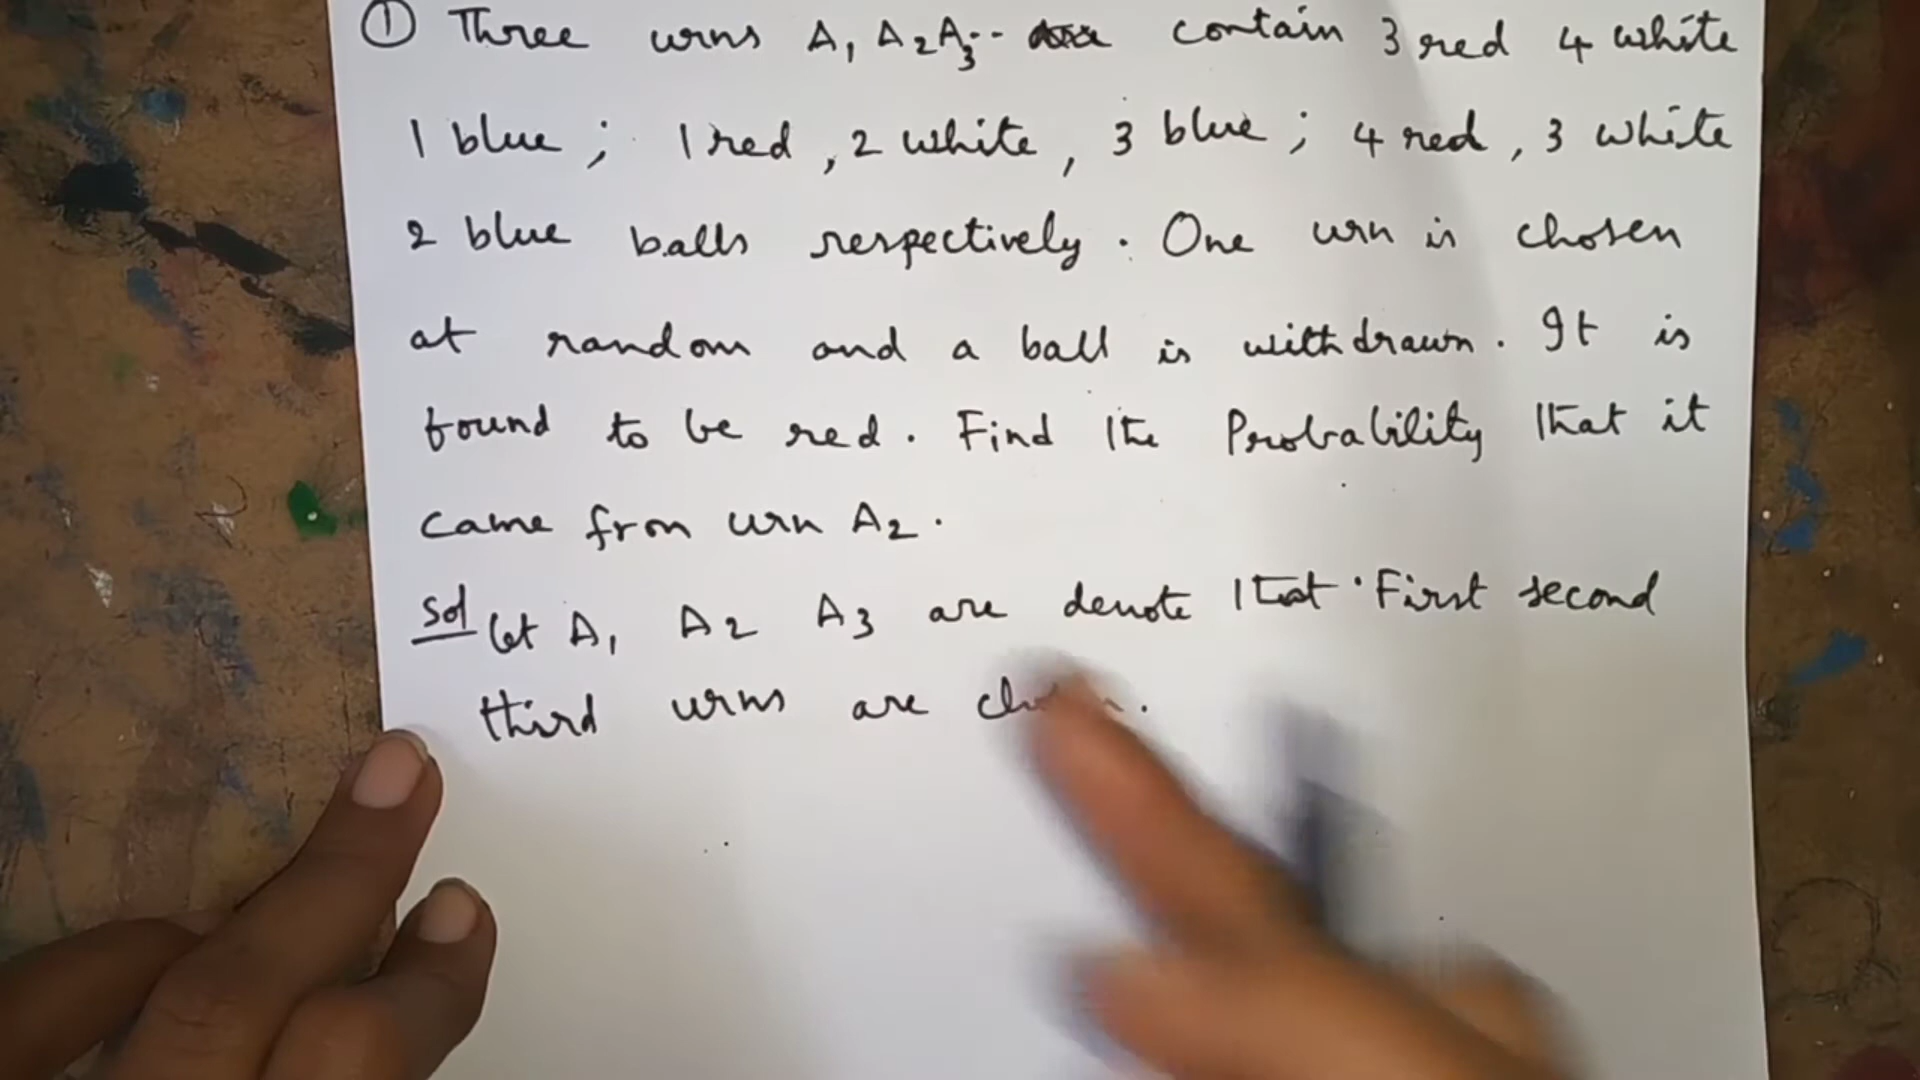 ① Three urns A₁ A₂ A₃.. contain 3 red 4 white
1 blue ; 1 red , 2 white , 3 blue ; 4 red , 3 white
2 blue balls respectively . One urn is chosen
at random and a ball is withdrawn . It is
found to be red . Find the Probability that it
came from urn A₂ .
Sol let A₁ A₂ A₃ are denote that First second
third urns are